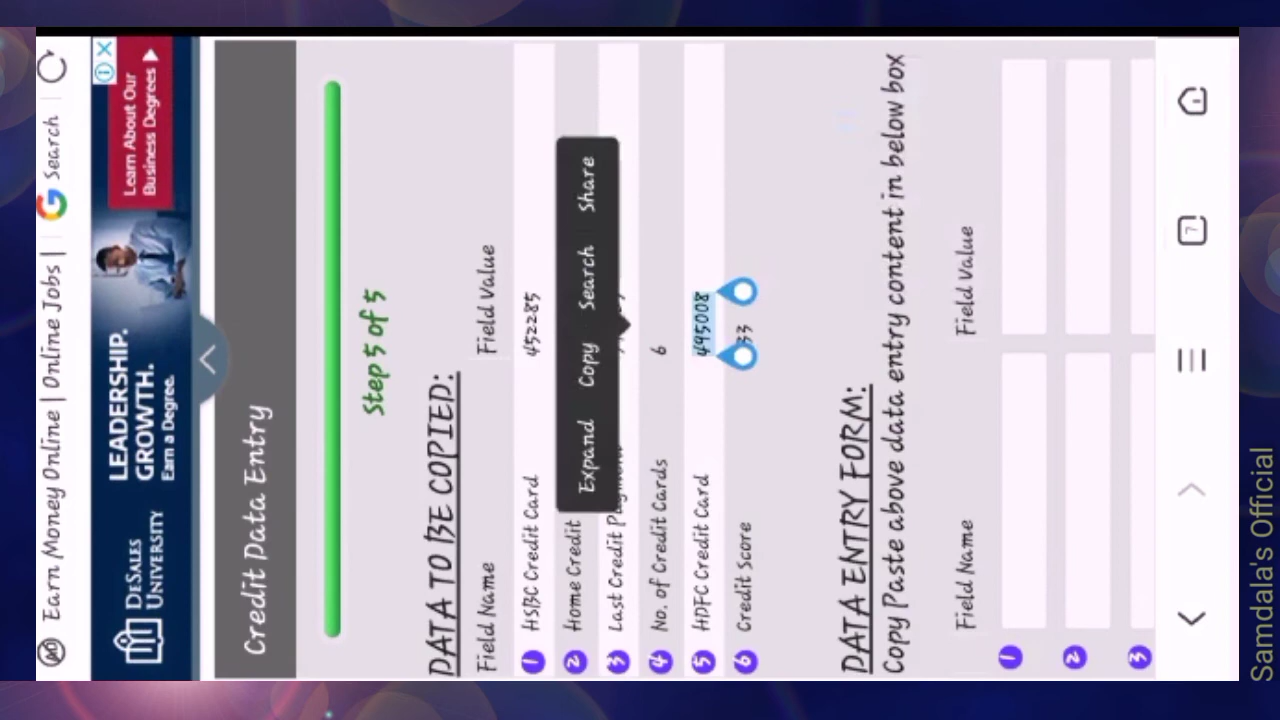 Earn Money Online | Online Jobs |
Search
DESALES
UNIVERSITY
LEADERSHIP.
GROWTH.
Earn a Degree.
Learn About Our
Business Degrees
Credit Data Entry
Step 5 of 5
DATA TO BE COPIED:
Field Name Field Value
1 HSBC Credit Card 452285
2 Home Credit
3 Last Credit
4 No. of Credit Cards 6
5 HDFC Credit Card 495008
6 Credit Score 33
Expand Copy Search Share
DATA ENTRY FORM:
Copy Paste above data entry content in below box
Field Name Field Value
1
2
3
7
Samdala's Official